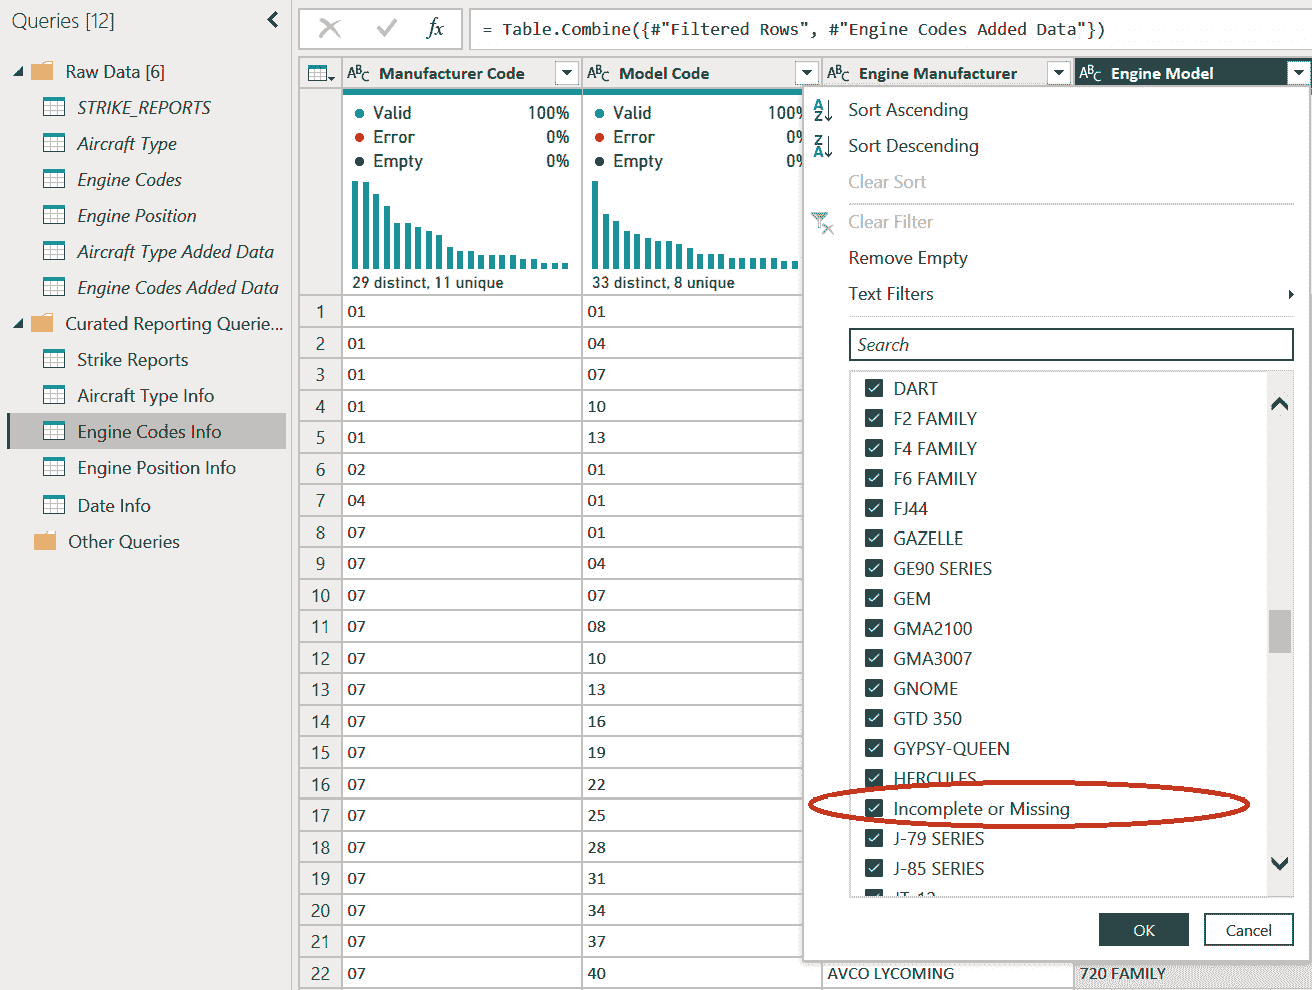 Queries [12]
Raw Data [6]
STRIKE_REPORTS
Aircraft Type
Engine Codes
Engine Position
Aircraft Type Added Data
Engine Codes Added Data
Curated Reporting Querie...
Strike Reports
Aircraft Type Info
Engine Codes Info
Engine Position Info
Date Info
Other Queries
fx = Table.Combine({#"Filtered Rows", #"Engine Codes Added Data"})
ABC Manufacturer Code ABC Model Code ABC Engine Manufacturer ABC Engine Model
Valid 100% Valid 100%
Error 0% Error 0%
Empty 0% Empty 0%
29 distinct, 11 unique 33 distinct, 8 unique
1 01 01
2 01 04
3 01 07
4 01 10
5 01 13
6 02 01
7 04 01
8 07 01
9 07 04
10 07 07
11 07 08
12 07 10
13 07 13
14 07 16
15 07 19
16 07 22
17 07 25
18 07 28
19 07 31
20 07 34
21 07 37
22 07 40 AVCO LYCOMING 720 FAMILY
AZ Sort Ascending
ZA Sort Descending
Clear Sort
Clear Filter
Remove Empty
Text Filters
Search
DART
F2 FAMILY
F4 FAMILY
F6 FAMILY
FJ44
GAZELLE
GE90 SERIES
GEM
GMA2100
GMA3007
GNOME
GTD 350
GYPSY-QUEEN
HERCULES
Incomplete or Missing
J-79 SERIES
J-85 SERIES
JT-12
OK Cancel